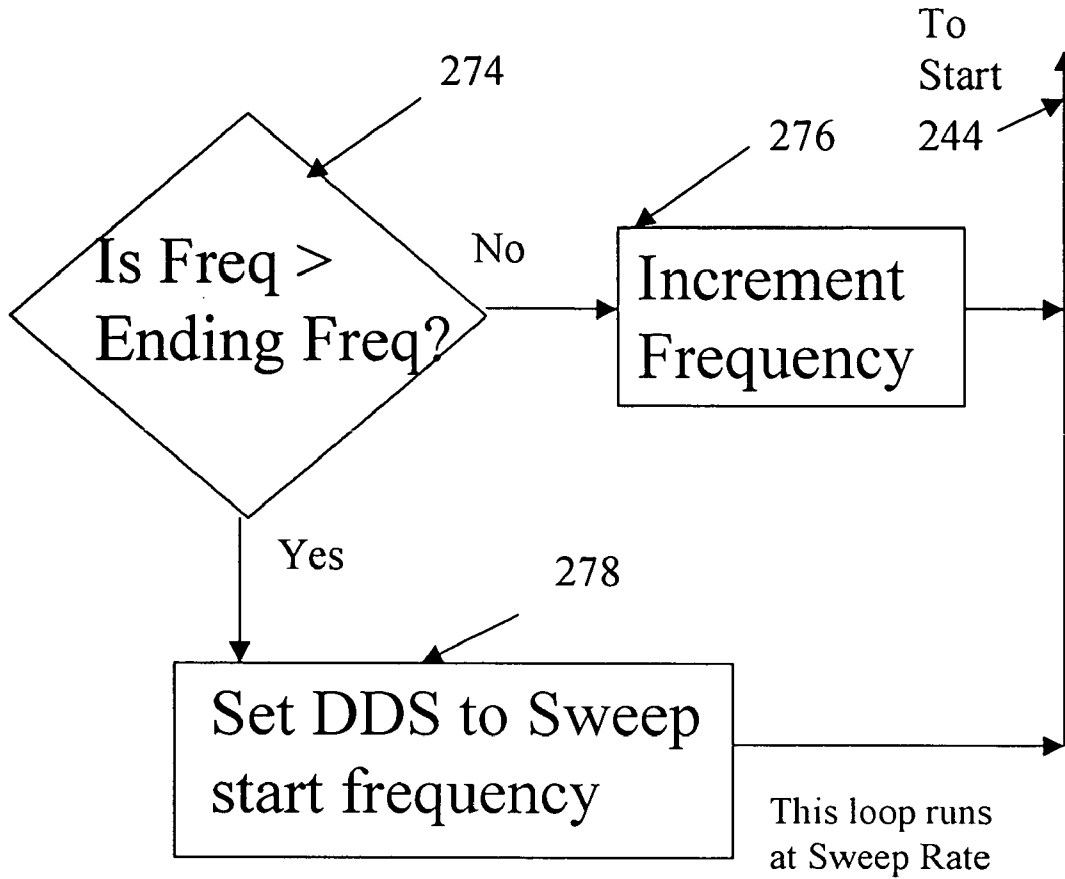 To
Start
244
274
276
Is Freq >
Ending Freq?
No
Increment
Frequency
Yes
278
Set DDS to Sweep
start frequency
This loop runs
at Sweep Rate